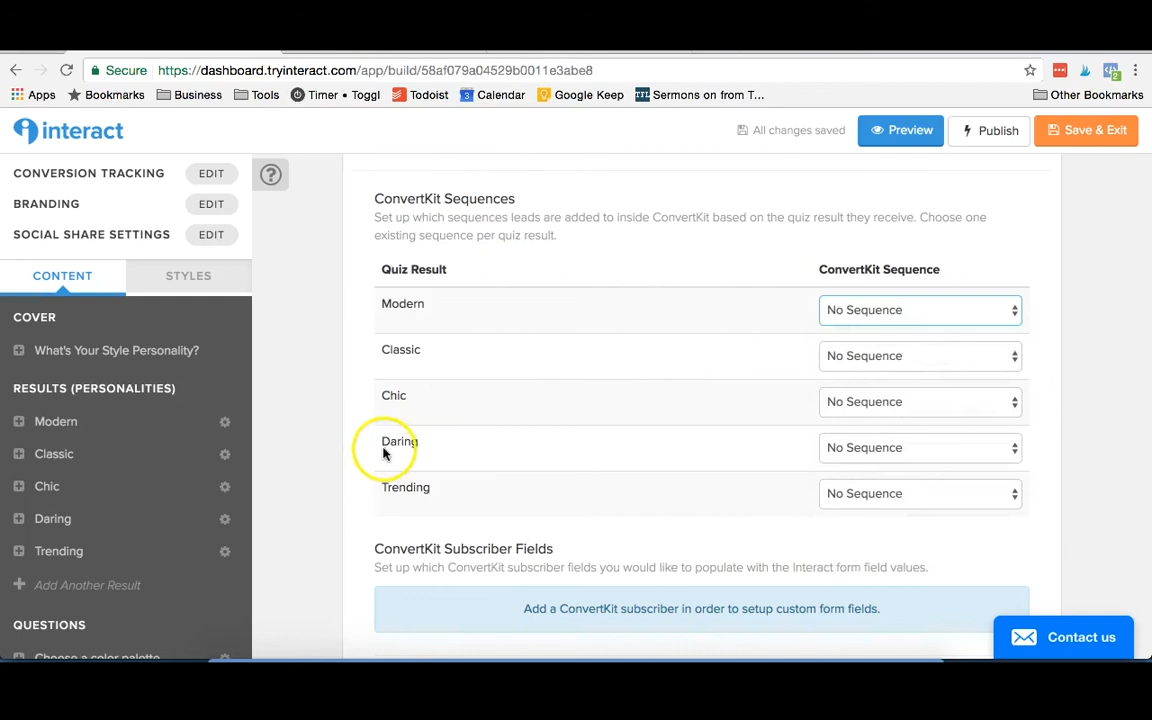 Secure https://dashboard.tryinteract.com/app/build/58af079a04529b0011e3abe8
Apps Bookmarks Business Tools Timer • Toggl Todoist Calendar Google Keep Sermons on from T... Other Bookmarks
interact All changes saved Preview Publish Save & Exit
CONVERSION TRACKING EDIT
BRANDING EDIT
SOCIAL SHARE SETTINGS EDIT
CONTENT STYLES
COVER
What's Your Style Personality?
RESULTS (PERSONALITIES)
Modern
Classic
Chic
Daring
Trending
Add Another Result
QUESTIONS
Choose a color palette
?
ConvertKit Sequences
Set up which sequences leads are added to inside ConvertKit based on the quiz result they receive. Choose one
existing sequence per quiz result.
Quiz Result ConvertKit Sequence
Modern No Sequence
Classic No Sequence
Chic No Sequence
Daring No Sequence
Trending No Sequence
ConvertKit Subscriber Fields
Set up which ConvertKit subscriber fields you would like to populate with the Interact form field values.
Add a ConvertKit subscriber in order to setup custom form fields.
Contact us